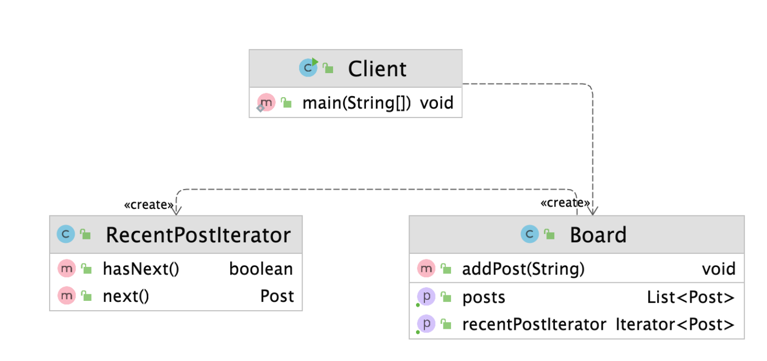 Client
main(String[]) void
«create»
«create»
RecentPostIterator
hasNext() boolean
next() Post
Board
addPost(String) void
posts List<Post>
recentPostIterator Iterator<Post>